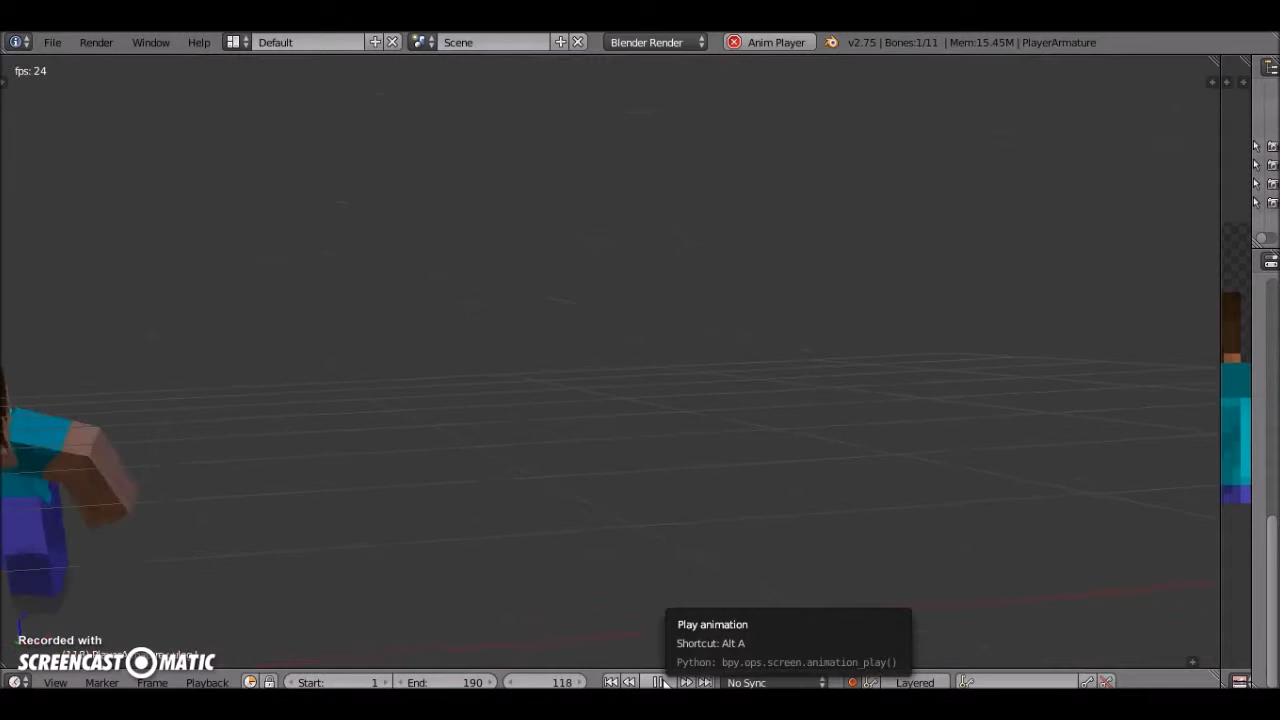 File Render Window Help Default Scene Blender Render Anim Player v2.75 | Bones:1/11 | Mem:15.45M | PlayerArmature
fps: 24
Play animation
Shortcut: Alt A
Python: bpy.ops.screen.animation_play()
Recorded with
SCREENCAST-O-MATIC
View Marker Frame Playback Start: 1 End: 190 118 No Sync Layered